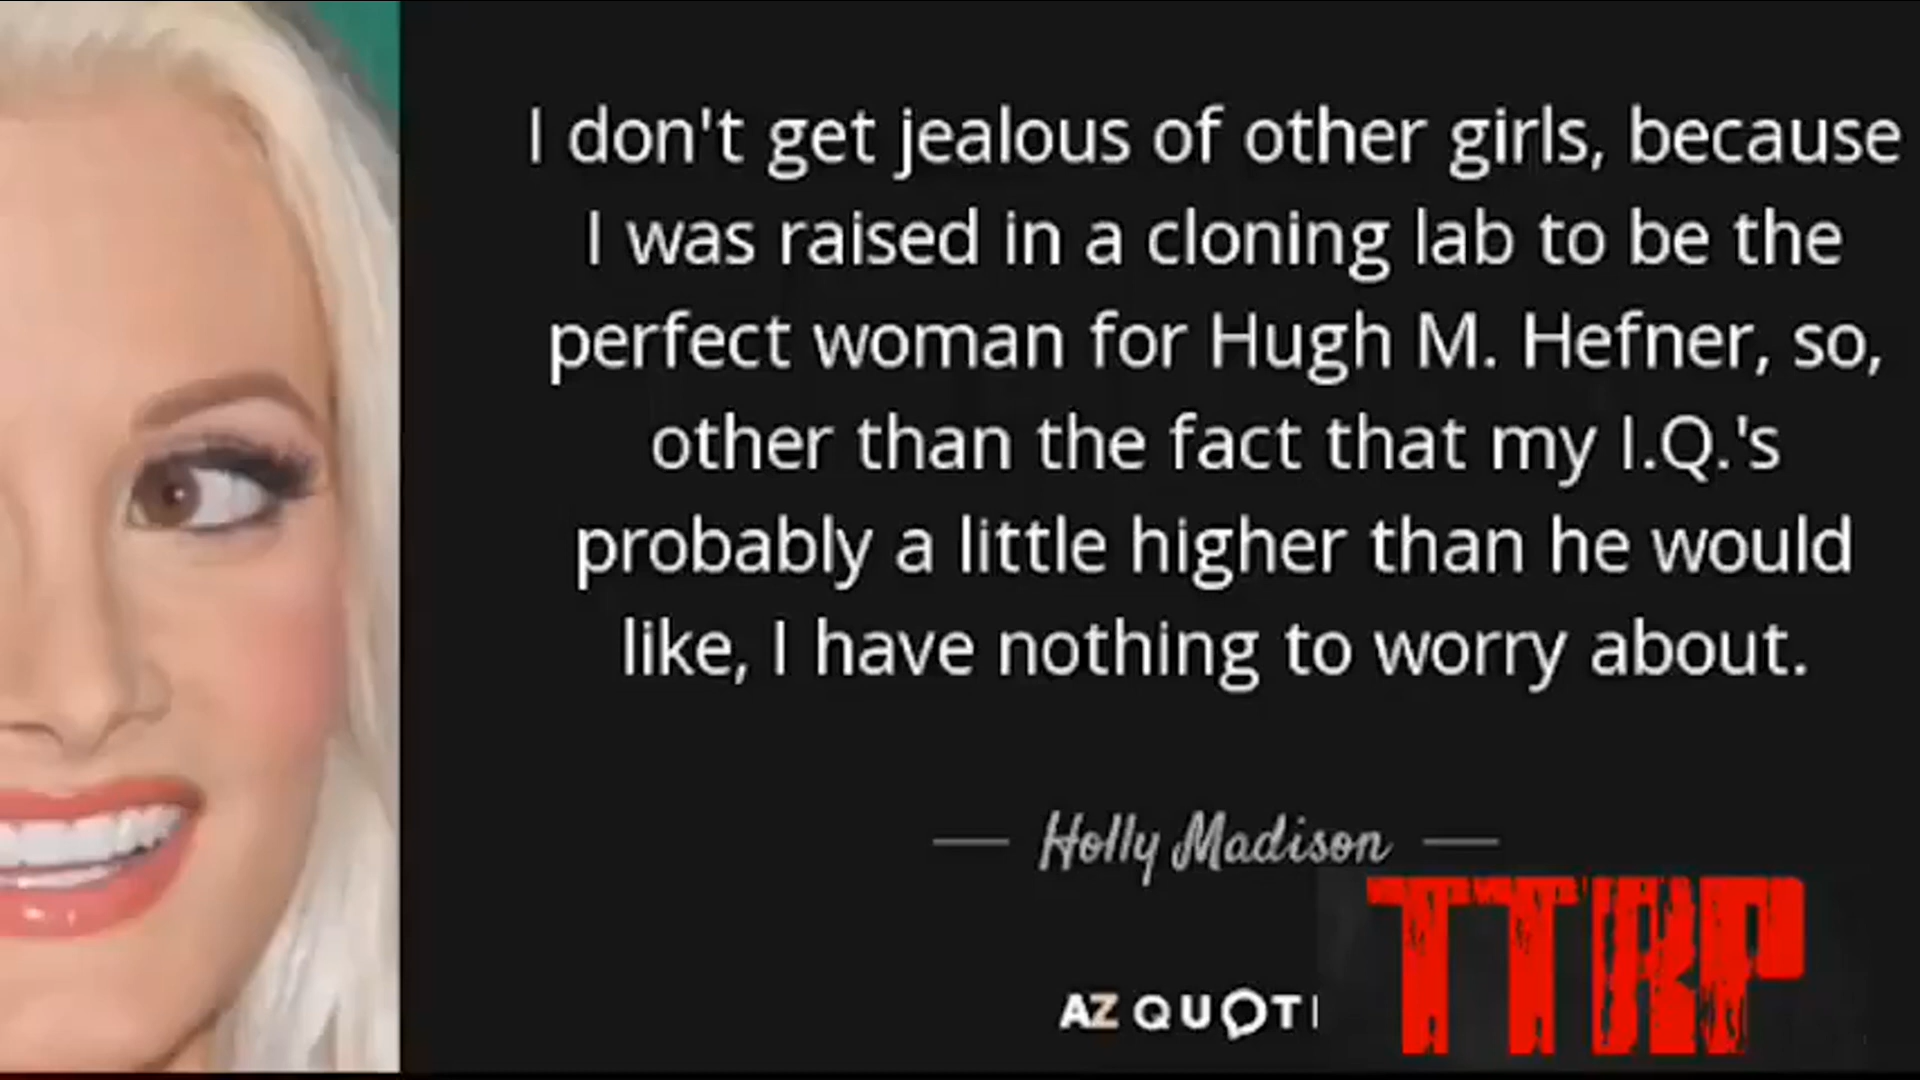 I don't get jealous of other girls, because
I was raised in a cloning lab to be the
perfect woman for Hugh M. Hefner, so,
other than the fact that my I.Q.'s
probably a little higher than he would
like, I have nothing to worry about.
Holly Madison
TTRP
AZ QUOT